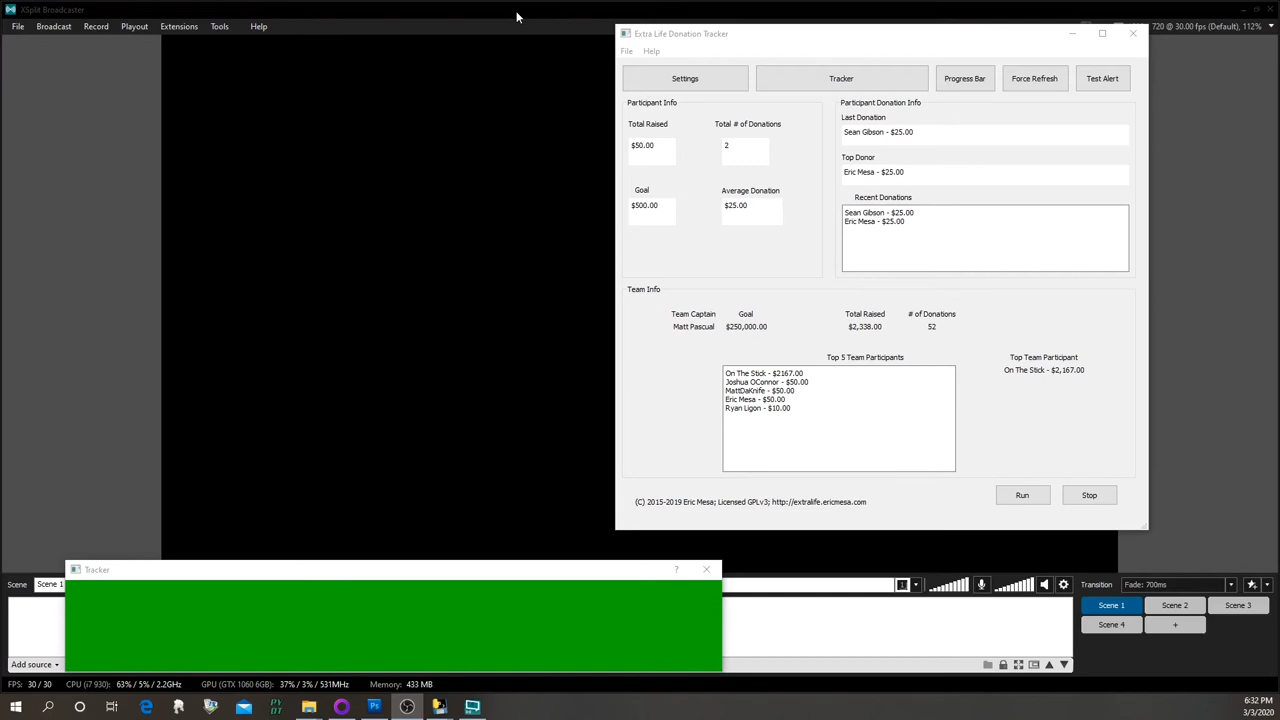 XSplit Broadcaster
File Broadcast Record Playout Extensions Tools Help
720 @ 30.00 fps (Default), 112%
Extra Life Donation Tracker
File Help
Settings Tracker Progress Bar Force Refresh Test Alert
Participant Info
Total Raised Total # of Donations
$50.00 2
Goal Average Donation
$500.00 $25.00
Participant Donation Info
Last Donation
Sean Gibson - $25.00
Top Donor
Eric Mesa - $25.00
Recent Donations
Sean Gibson - $25.00
Eric Mesa - $25.00
Team Info
Team Captain Goal Total Raised # of Donations
Matt Pascual $250,000.00 $2,338.00 52
Top 5 Team Participants Top Team Participant
On The Stick - $2,167.00
On The Stick - $2167.00
Joshua OConnor - $50.00
MattDaKnife - $50.00
Eric Mesa - $50.00
Ryan Ligon - $10.00
(C) 2015-2019 Eric Mesa; Licensed GPLv3; http://extralife.ericmesa.com
Run Stop
Tracker ?
Scene Scene 1
1
Transition Fade: 700ms
Scene 1 Scene 2 Scene 3
Scene 4 +
Add source
FPS: 30 / 30 CPU (i7 930): 63% / 5% / 2.2GHz GPU (GTX 1060 6GB): 37% / 3% / 531MHz Memory: 433 MB
6:32 PM
3/3/2020